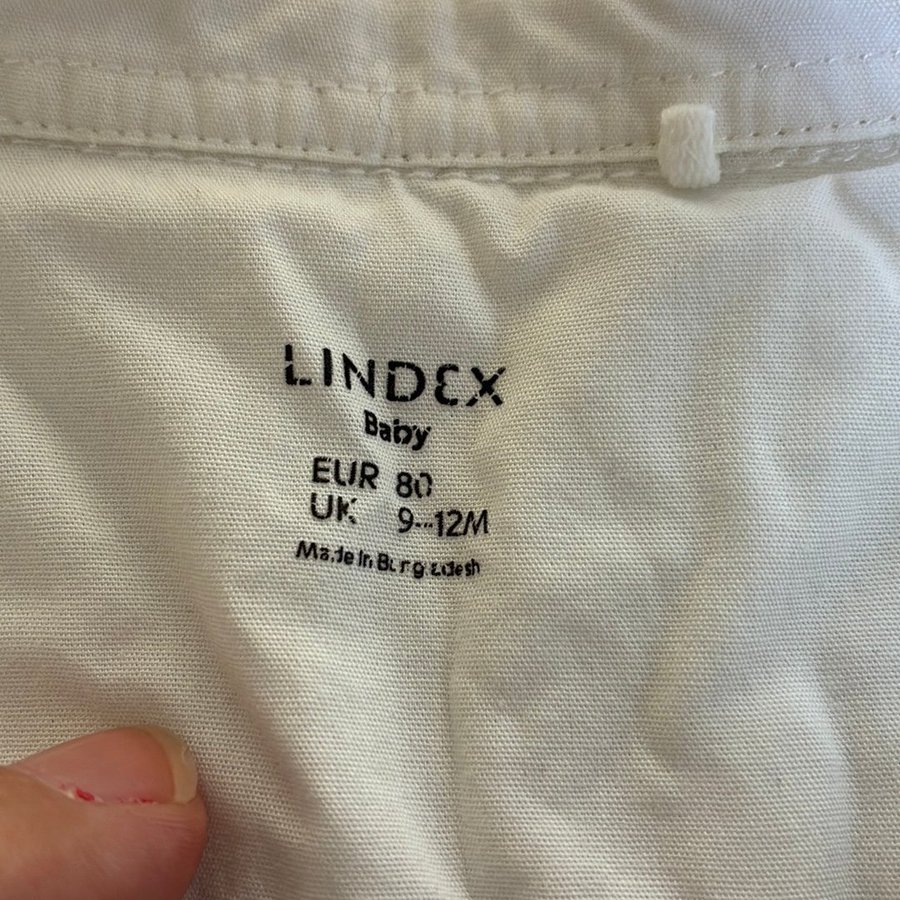 LINDEX
Baby
EUR 80
UK 9-12M
Made in Bangladesh